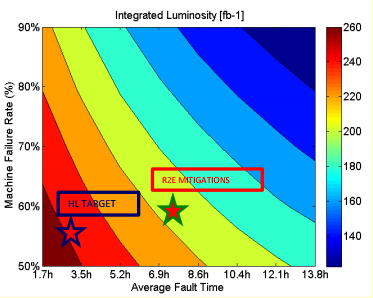 Integrated Luminosity [fb-1]
90%
80%
70%
60%
50%
Machine Failure Rate (%)
R2E MITIGATIONS
HL TARGET
1.7h 3.5h 5.2h 6.9h 8.6h 10.4h 12.1h 13.8h
Average Fault Time
260
240
220
200
180
160
140